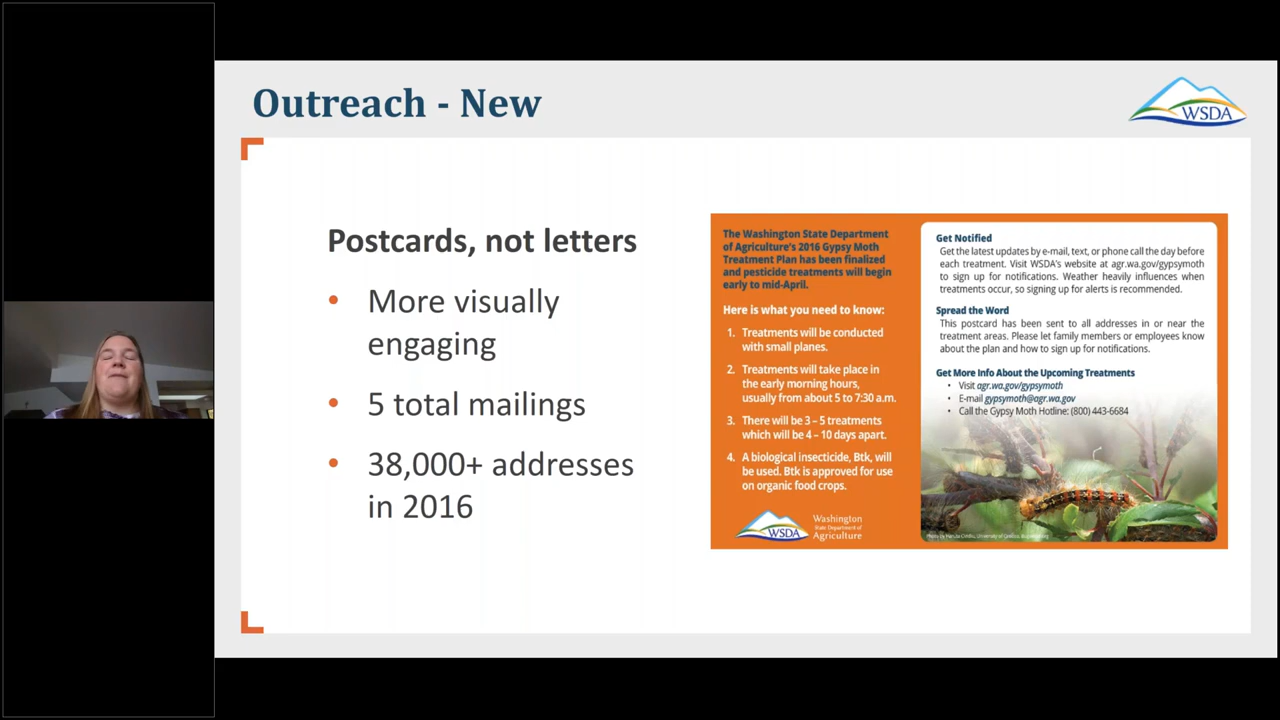 Outreach - New
WSDA
Postcards, not letters
• More visually
engaging
• 5 total mailings
• 38,000+ addresses
in 2016
The Washington State Department
of Agriculture's 2016 Gypsy Moth
Treatment Plan has been finalized
and pesticide treatments will begin
early to mid-April.
Here is what you need to know:
1. Treatments will be conducted
with small planes.
2. Treatments will take place in
the early morning hours,
usually from about 5 to 7:30 a.m.
3. There will be 3 – 5 treatments
which will be 4 – 10 days apart.
4. A biological insecticide, Btk, will
be used. Btk is approved for use
on organic food crops.
WSDA
Washington
State Department of
Agriculture
Get Notified
Get the latest updates by e-mail, text, or phone call the day before
each treatment. Visit WSDA's website at agr.wa.gov/gypsymoth
to sign up for notifications. Weather heavily influences when
treatments occur, so signing up for alerts is recommended.
Spread the Word
This postcard has been sent to all addresses in or near the
treatment areas. Please let family members or employees know
about the plan and how to sign up for notifications.
Get More Info About the Upcoming Treatments
• Visit agr.wa.gov/gypsymoth
• E-mail gypsymoth@agr.wa.gov
• Call the Gypsy Moth Hotline: (800) 443-6684